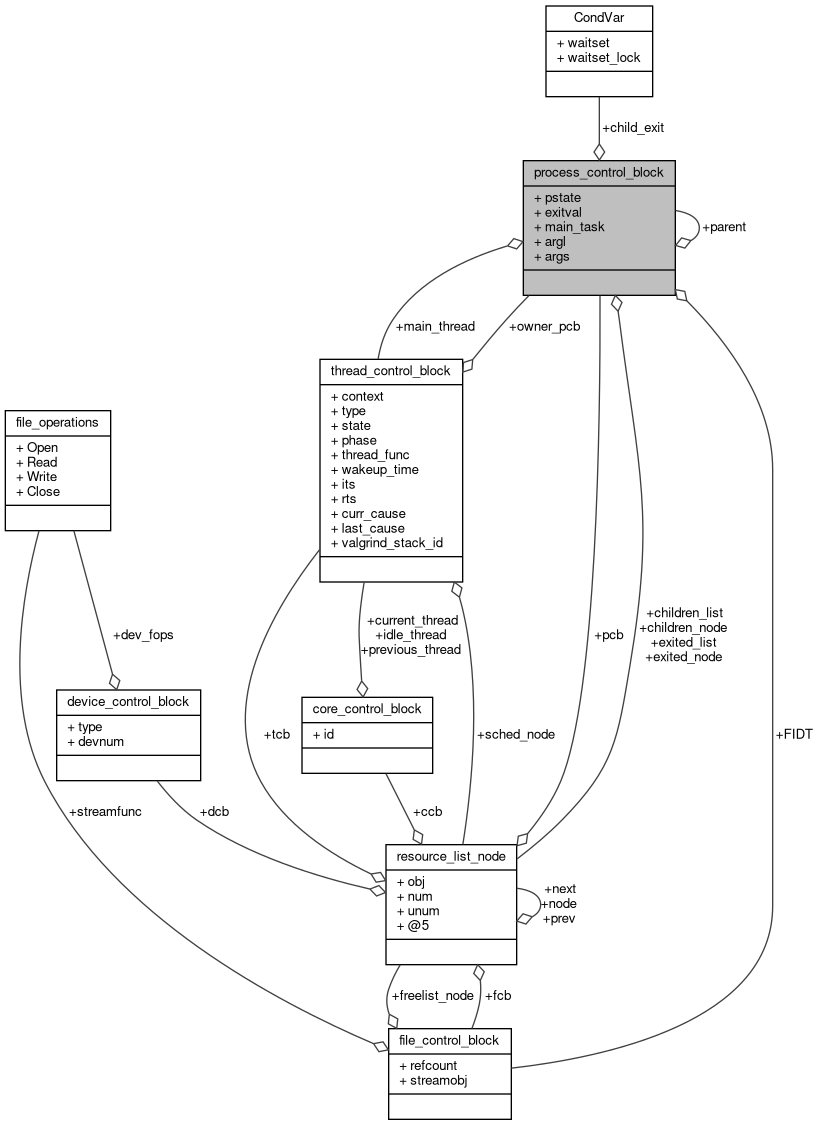 CondVar
+ waitset
+ waitset_lock
+child_exit
process_control_block
+ pstate
+ exitval
+ main_task
+ argl
+ args
+parent
+main_thread
+owner_pcb
thread_control_block
+ context
+ type
+ state
+ phase
+ thread_func
+ wakeup_time
+ its
+ rts
+ curr_cause
+ last_cause
+ valgrind_stack_id
file_operations
+ Open
+ Read
+ Write
+ Close
+dev_fops
+current_thread
+idle_thread
+previous_thread
+pcb
+children_list
+children_node
+exited_list
+exited_node
device_control_block
+ type
+ devnum
core_control_block
+ id
+tcb
+sched_node
+FIDT
+streamfunc
+dcb
+ccb
resource_list_node
+ obj
+ num
+ unum
+ @5
+next
+node
+prev
+freelist_node
+fcb
file_control_block
+ refcount
+ streamobj